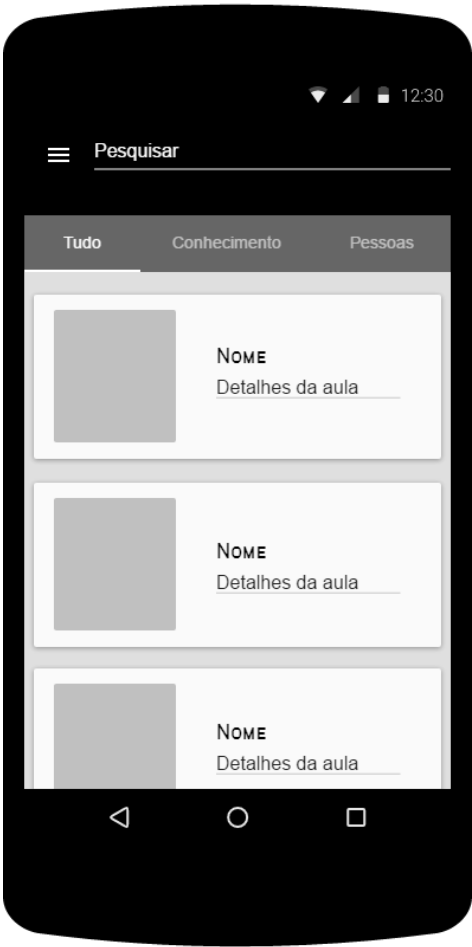 12:30
Pesquisar
Tudo Conhecimento Pessoas
Nome
Detalhes da aula
Nome
Detalhes da aula
Nome
Detalhes da aula